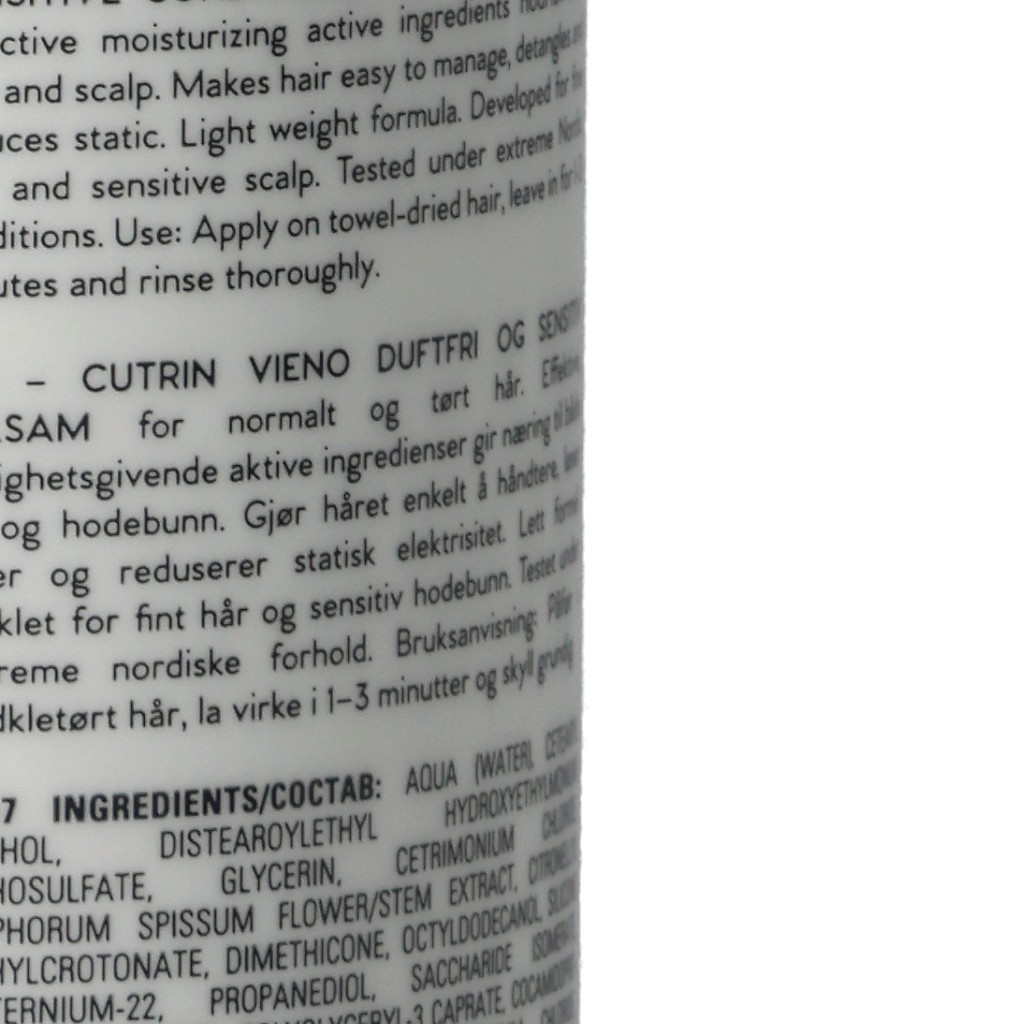 ctive moisturizing active ingredients
and scalp. Makes hair easy to manage, detangles
uces static. Light weight formula. Developed for
and sensitive scalp. Tested under extreme
ditions. Use: Apply on towel-dried hair, leave in for
utes and rinse thoroughly.
– CUTRIN VIENO DUFTFRI OG
SAM for normalt og tørt hår.
ighetsgivende aktive ingredienser gir næring til
og hodebunn. Gjør håret enkelt å håndtere,
er og reduserer statisk elektrisitet. Lett
klet for fint hår og sensitiv hodebunn. Testet
reme nordiske forhold. Bruksanvisning:
dkletørt hår, la virke i 1–3 minutter og skyll grundig
7 INGREDIENTS/COCTAB: AQUA (WATER),
HOL, DISTEAROYLETHYL
HOSULFATE, GLYCERIN, CETRIMONIUM
PHORUM SPISSUM FLOWER/STEM EXTRACT,
HYLCROTONATE, DIMETHICONE, OCTYLDODECANOL,
TERNIUM-22, PROPANEDIOL, SACCHARIDE
CAPRATE,